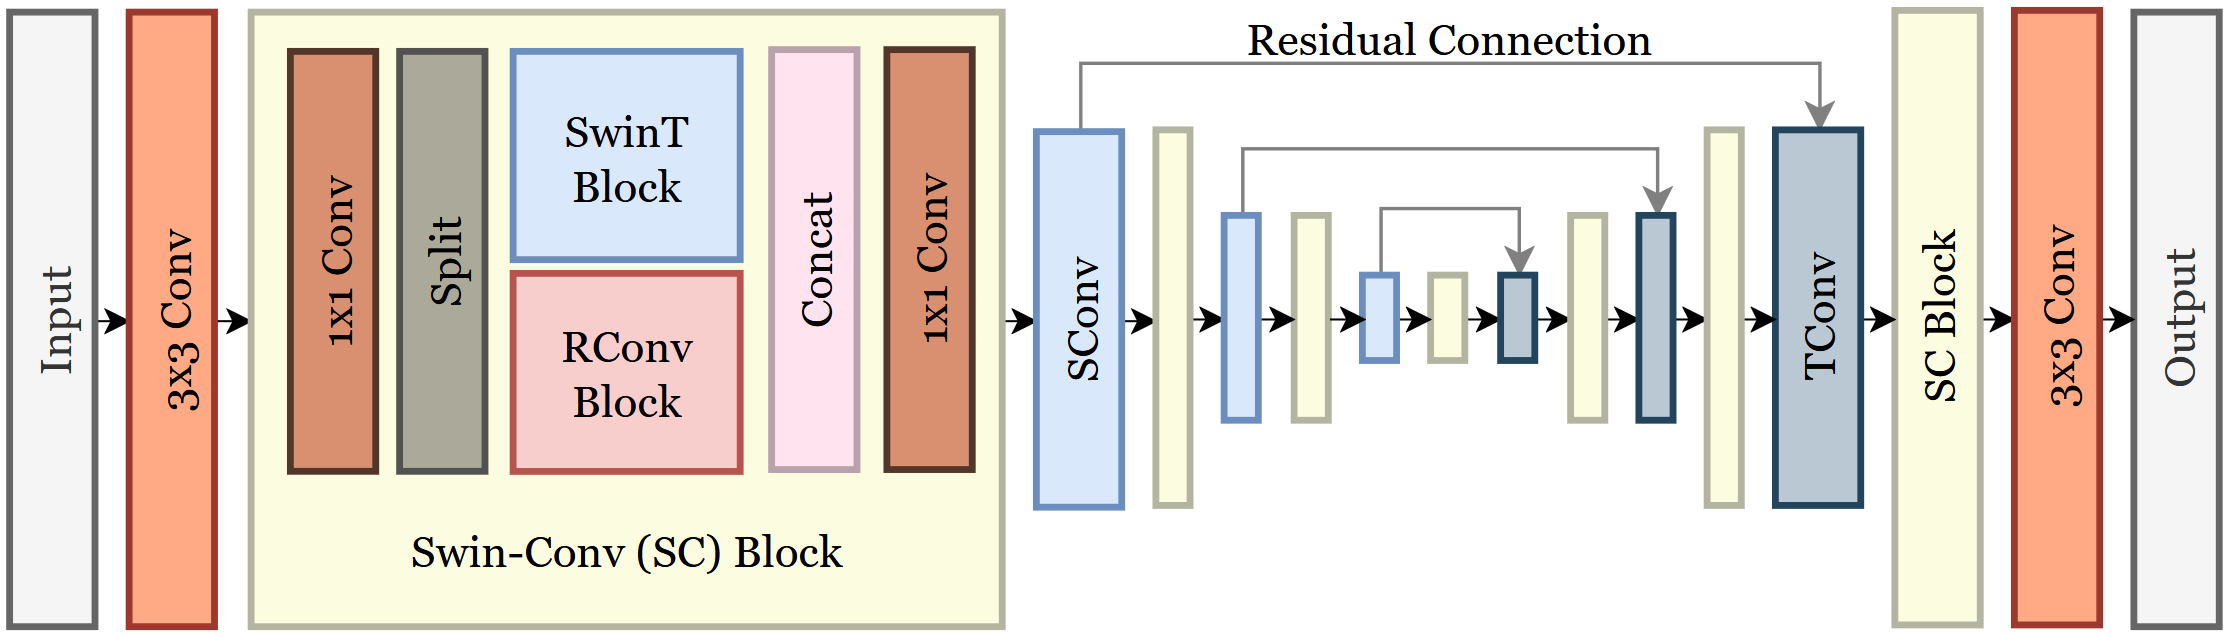 Input
3x3 Conv
1x1 Conv
Split
SwinT
Block
RConv
Block
Concat
1x1 Conv
Swin-Conv (SC) Block
Residual Connection
SConv
TConv
SC Block
3x3 Conv
Output